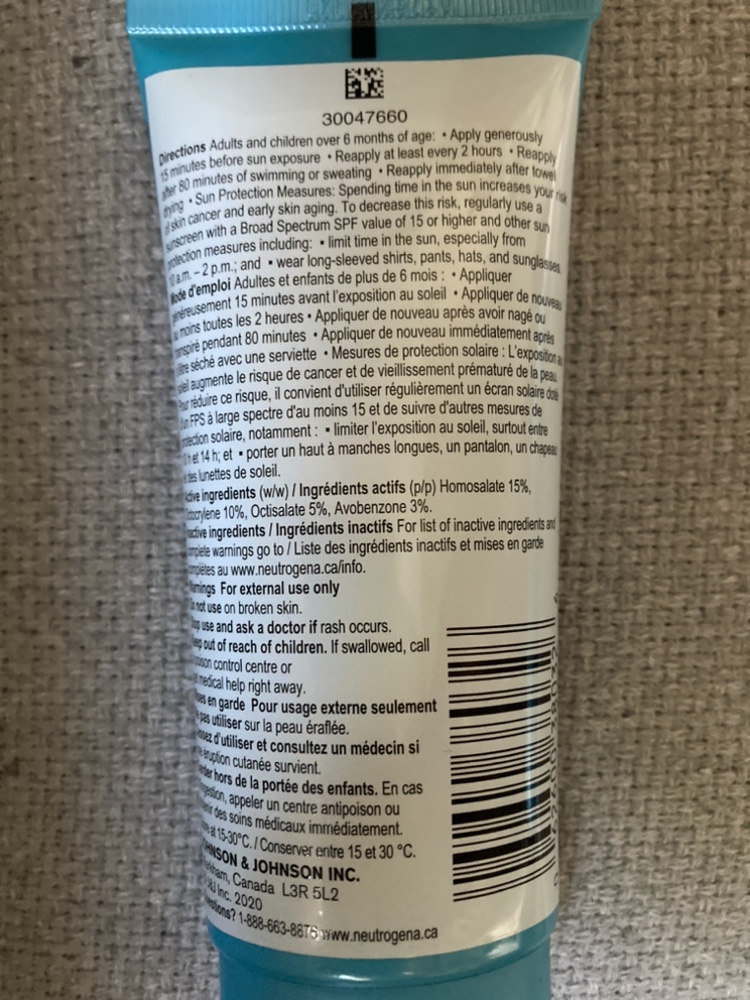 30047660
Directions Adults and children over 6 months of age: • Apply generously
15 minutes before sun exposure • Reapply at least every 2 hours • Reapply
after 80 minutes of swimming or sweating • Reapply immediately after towel
drying • Sun Protection Measures: Spending time in the sun increases your risk
of skin cancer and early skin aging. To decrease this risk, regularly use a
sunscreen with a Broad Spectrum SPF value of 15 or higher and other sun
protection measures including: ▪ limit time in the sun, especially from
10 a.m. – 2 p.m.; and ▪ wear long-sleeved shirts, pants, hats, and sunglasses
Mode d'emploi Adultes et enfants de plus de 6 mois : • Appliquer
généreusement 15 minutes avant l'exposition au soleil • Appliquer de nouveau
moins toutes les 2 heures • Appliquer de nouveau après avoir nagé ou
transpiré pendant 80 minutes • Appliquer de nouveau immédiatement après
s'être séché avec une serviette • Mesures de protection solaire : L'exposition
soleil augmente le risque de cancer et de vieillissement prématuré de la peau
Pour réduire ce risque, il convient d'utiliser régulièrement un écran solaire doté
d'un FPS à large spectre d'au moins 15 et de suivre d'autres mesures de
protection solaire, notamment : ▪ limiter l'exposition au soleil, surtout entre
10 h et 14 h; et ▪ porter un haut à manches longues, un pantalon, un chapeau
et des lunettes de soleil.
Active ingredients (w/w) / Ingrédients actifs (p/p) Homosalate 15%,
Octocrylene 10%, Octisalate 5%, Avobenzone 3%.
Inactive ingredients / Ingrédients inactifs For list of inactive ingredients and
complete warnings go to / Liste des ingrédients inactifs et mises en garde
complètes au www.neutrogena.ca/info.
Warnings For external use only
Do not use on broken skin.
Stop use and ask a doctor if rash occurs.
Keep out of reach of children. If swallowed, call
poison control centre or
medical help right away.
Mises en garde Pour usage externe seulement
pas utiliser sur la peau éraflée.
Cessez d'utiliser et consultez un médecin si
éruption cutanée survient.
Garder hors de la portée des enfants. En cas
d'ingestion, appeler un centre antipoison ou
obtenir des soins médicaux immédiatement.
at 15-30°C. / Conserver entre 15 et 30 °C.
JOHNSON & JOHNSON INC.
Markham, Canada L3R 5L2
J&J Inc. 2020
Questions? 1-888-663-8876 www.neutrogena.ca